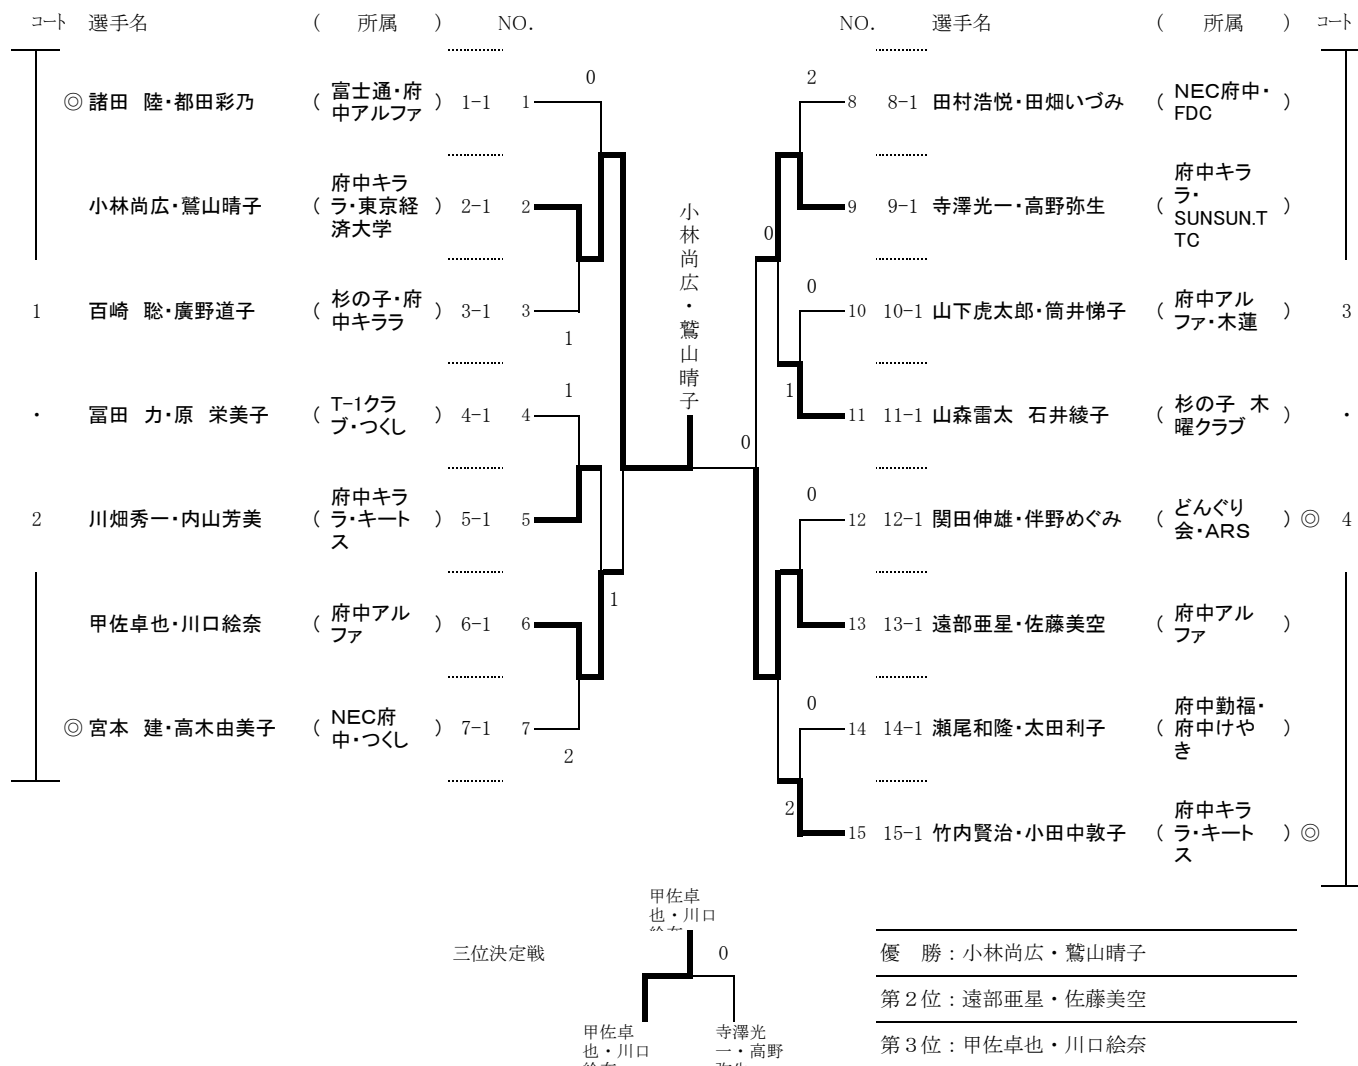 コート 選手名 ( 所属 ) NO. NO. 選手名 ( 所属 ) コート
◎ 諸田 陸・都田彩乃 ( 富士通・府中アルファ ) 1-1 1
0
小林尚広・鷲山晴子 ( 府中キララ・東京経済大学 ) 2-1 2
1 百崎 聡・廣野道子 ( 杉の子・府中キララ ) 3-1 3
1
・ 冨田 力・原 栄美子 ( T-1クラブ・つくし ) 4-1 4
1
2 川畑秀一・内山芳美 ( 府中キララ・キートス ) 5-1 5
甲佐卓也・川口絵奈 ( 府中アルファ ) 6-1 6
1
◎ 宮本 建・高木由美子 ( NEC府中・つくし ) 7-1 7
2
小林尚広・鷲山晴子
2
8 8-1 田村浩悦・田畑いづみ ( NEC府中・FDC )
9 9-1 寺澤光一・高野弥生 ( 府中キララ・SUNSUN.TTC )
0
0
10 10-1 山下虎太郎・筒井悌子 ( 府中アルファ・木蓮 ) 3
1
11 11-1 山森雷太 石井綾子 ( 杉の子 木曜クラブ ) ・
0
0
12 12-1 関田伸雄・伴野めぐみ ( どんぐり会・ARS ) ◎ 4
13 13-1 遠部亜星・佐藤美空 ( 府中アルファ )
0
14 14-1 瀬尾和隆・太田利子 ( 府中勤福・府中けやき )
2
15 15-1 竹内賢治・小田中敦子 ( 府中キララ・キートス ) ◎
甲佐卓
也・川口
三位決定戦
0
甲佐卓
也・川口
寺澤光
一・高野
優 勝：小林尚広・鷲山晴子
第２位：遠部亜星・佐藤美空
第３位：甲佐卓也・川口絵奈